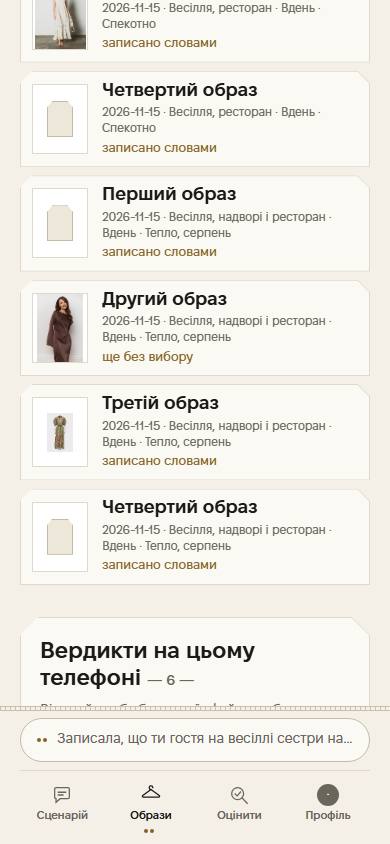 2026-11-15 · Весілля, ресторан · Вдень ·
Спекотно
записано словами
Четвертий образ
2026-11-15 · Весілля, ресторан · Вдень ·
Спекотно
записано словами
Перший образ
2026-11-15 · Весілля, надворі і ресторан ·
Вдень · Тепло, серпень
записано словами
Другий образ
2026-11-15 · Весілля, надворі і ресторан ·
Вдень · Тепло, серпень
ще без вибору
Третій образ
2026-11-15 · Весілля, надворі і ресторан ·
Вдень · Тепло, серпень
записано словами
Четвертий образ
2026-11-15 · Весілля, надворі і ресторан ·
Вдень · Тепло, серпень
записано словами
Вердикти на цьому
телефоні — 6 —
Записала, що ти гостя на весіллі сестри на...
Сценарій
Образи
Оцінити
Профіль